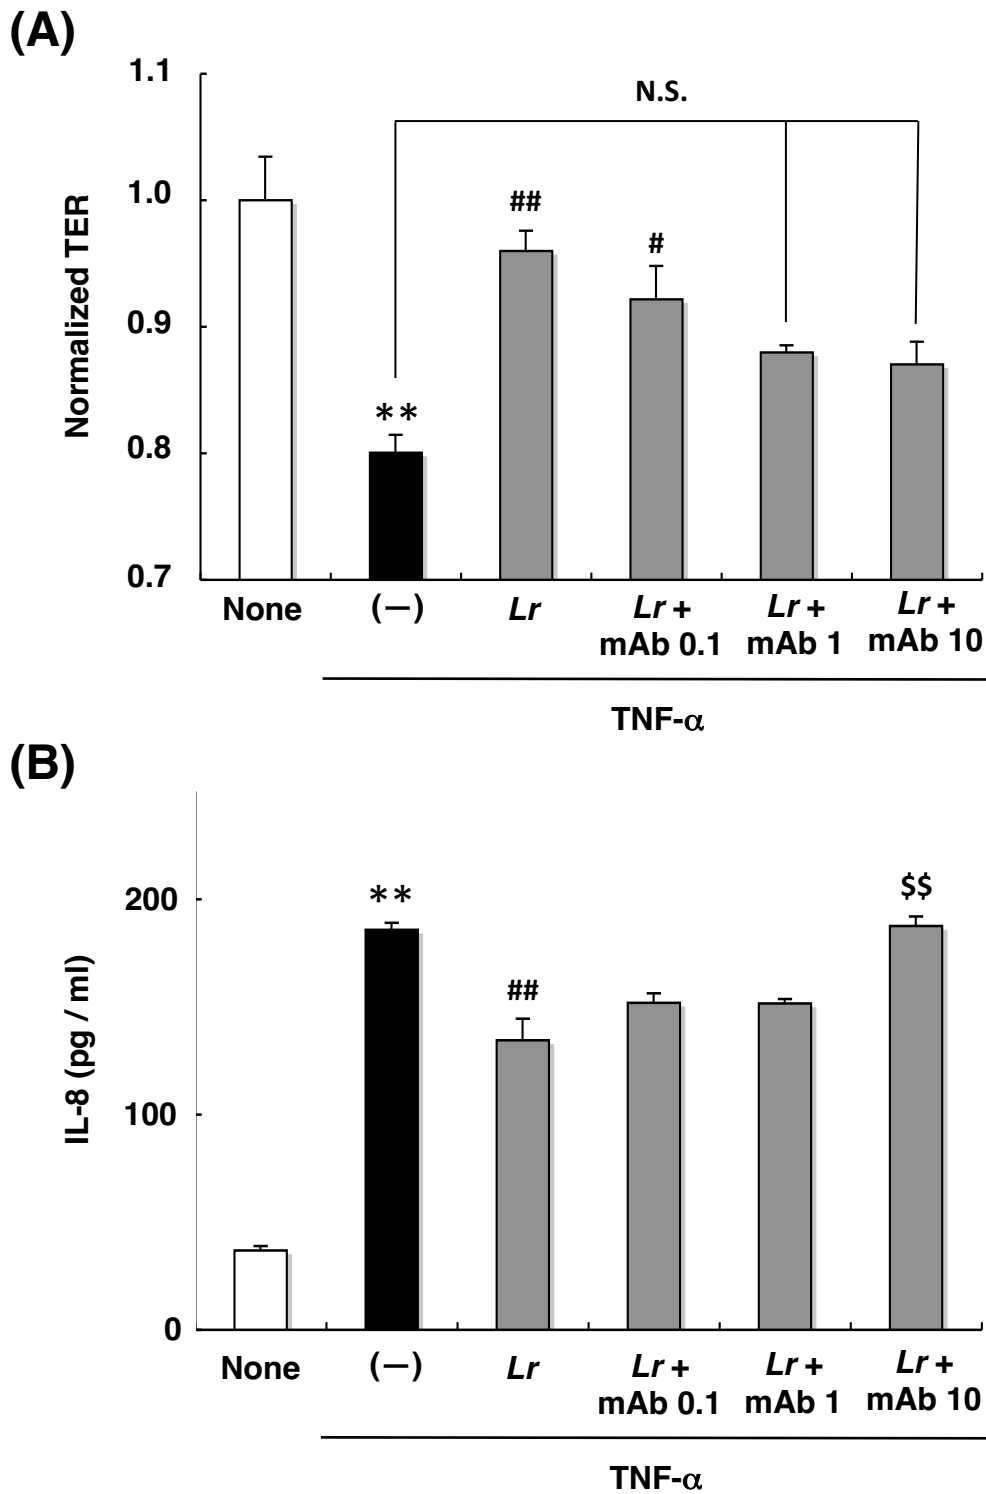 (A)
1.1
N.S.
1.0
##
#
0.9
**
0.8
0.7
Normalized TER
None
(—)
Lr
Lr +
mAb 0.1
Lr +
mAb 1
Lr +
mAb 10
TNF-α
(B)
200
**
$$
##
100
0
IL-8 (pg / ml)
None
(—)
Lr
Lr +
mAb 0.1
Lr +
mAb 1
Lr +
mAb 10
TNF-α